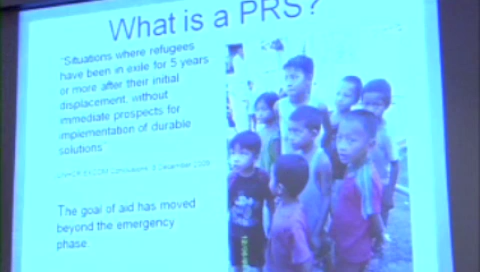 What is a PRS?
"Situations where refugees
have been in exile for 5 years
or more after their initial
displacement, without
immediate prospects for
implementation of durable
solutions"
The goal of aid has moved
beyond the emergency
phase.